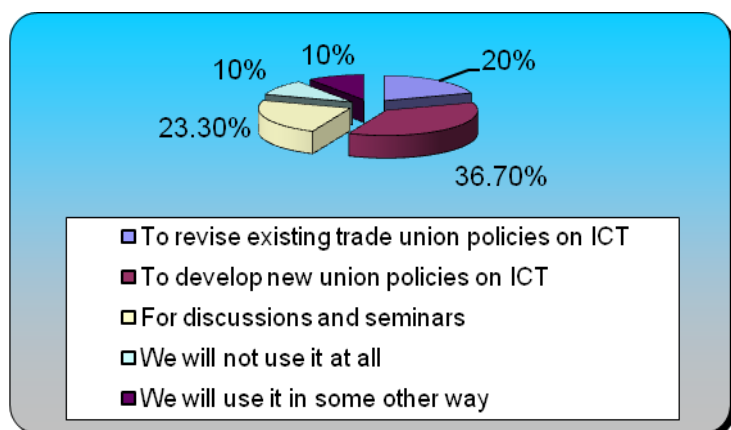 10% 10% 20%
23.30%
36.70%
To revise existing trade union policies on ICT
To develop new union policies on ICT
For discussions and seminars
We will not use it at all
We will use it in some other way